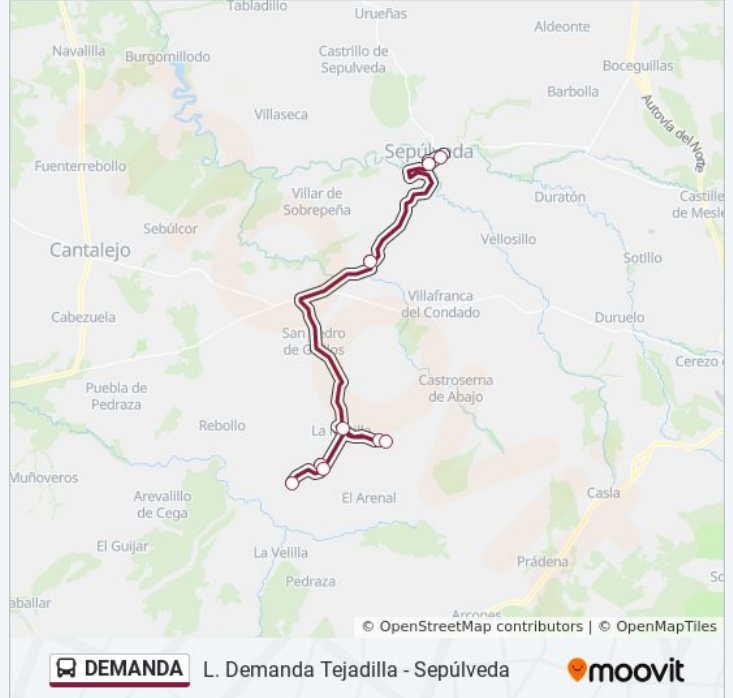 Tabladillo
Urueñas
Aldeonte
Navalilla
Burgomillodo
Castrillo de
Sepulveda
Boceguillas
Barbolla
Autovía del Norte
Villaseca
Sepúlveda
Fuenterrebollo
Villar de
Sobrepeña
Duratón
Castille
de Mesle
Sebúlcor
Cantalejo
Vellosillo
Sotillo
Villafranca
del Condado
Cabezuela
Duruelo
San Pedro
de Gaíllos
Cerezo
Castroserna
de Abajo
Puebla de
Pedraza
Rebollo
La Matilla
Muñoveros
Arevalillo
de Cega
El Arenal
Casla
El Guijar
La Velilla
Prádena
Pedraza
aballar
Arcones
© OpenStreetMap contributors | © OpenMapTiles
DEMANDA L. Demanda Tejadilla - Sepúlveda moovit